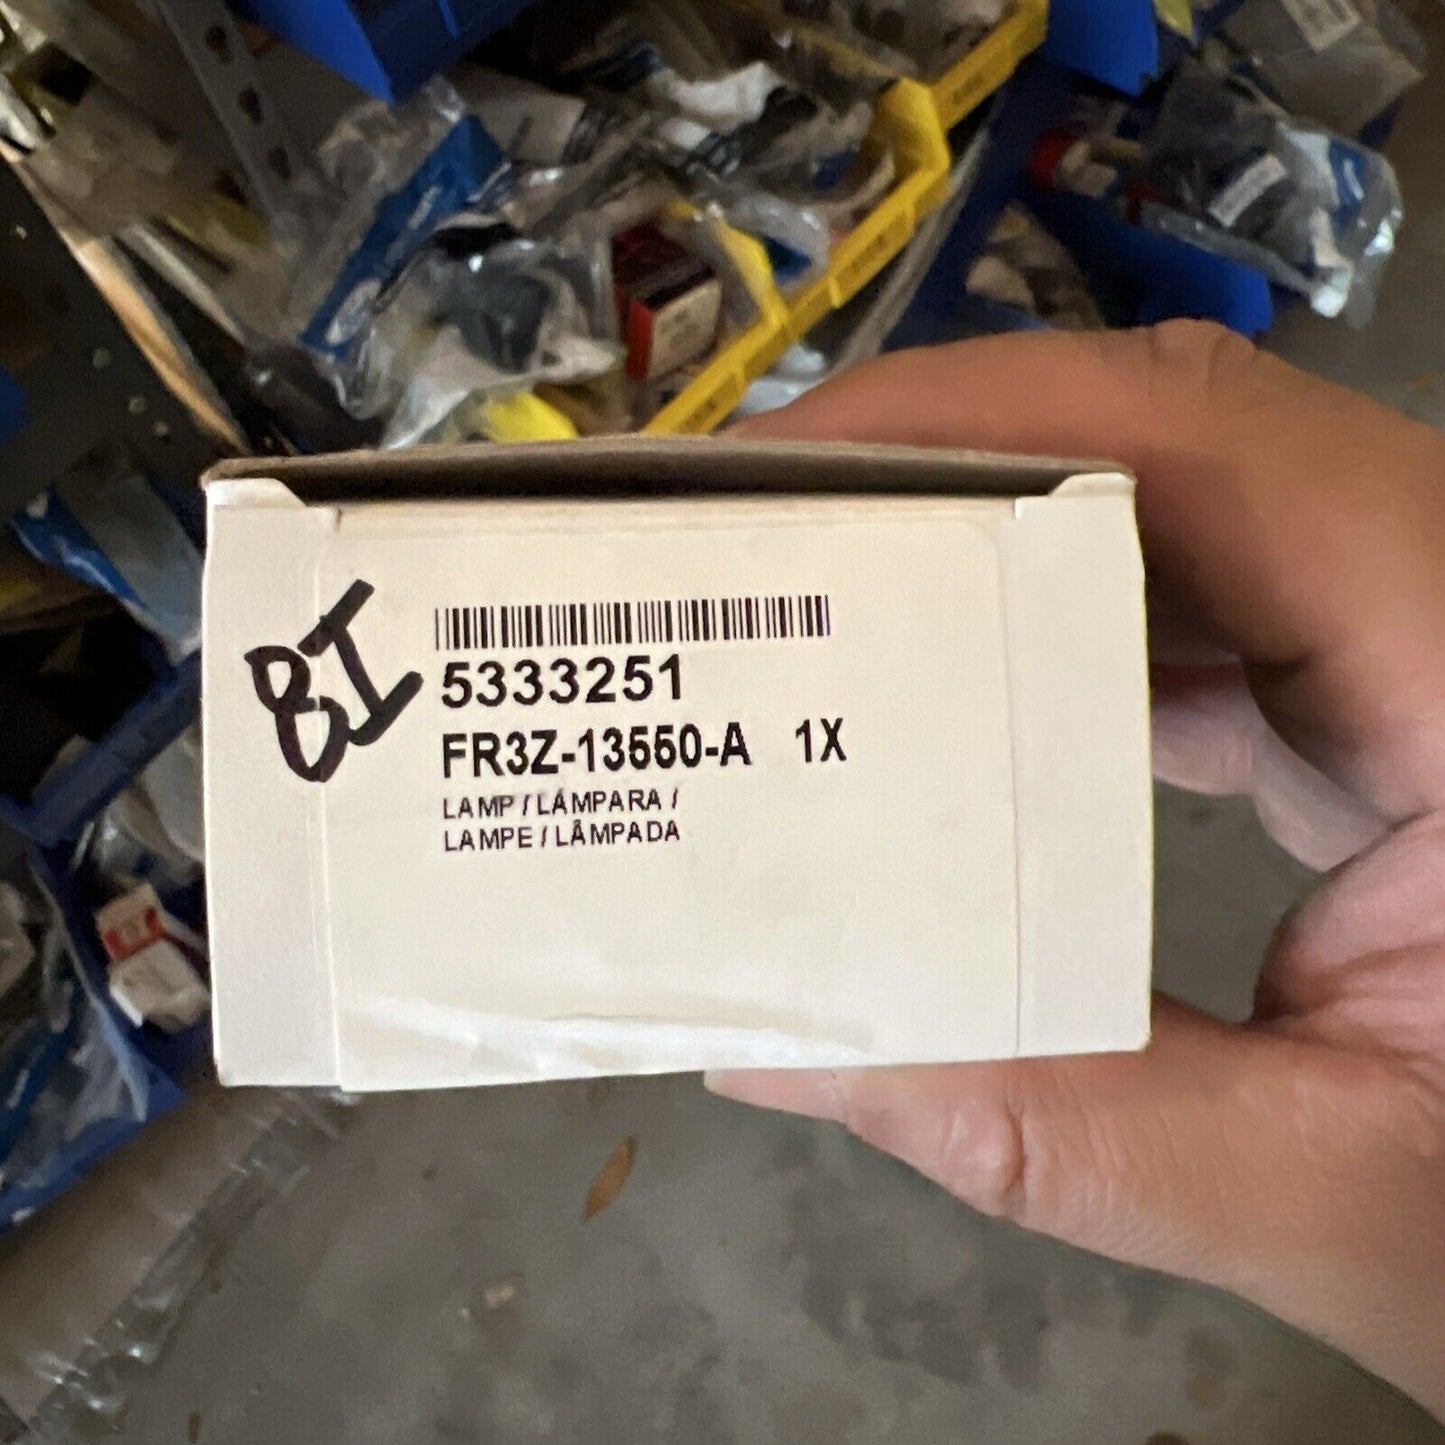 8I
5333251
FR3Z-13550-A 1X
LAMP / LÁMPARA /
LAMPE / LÂMPADA